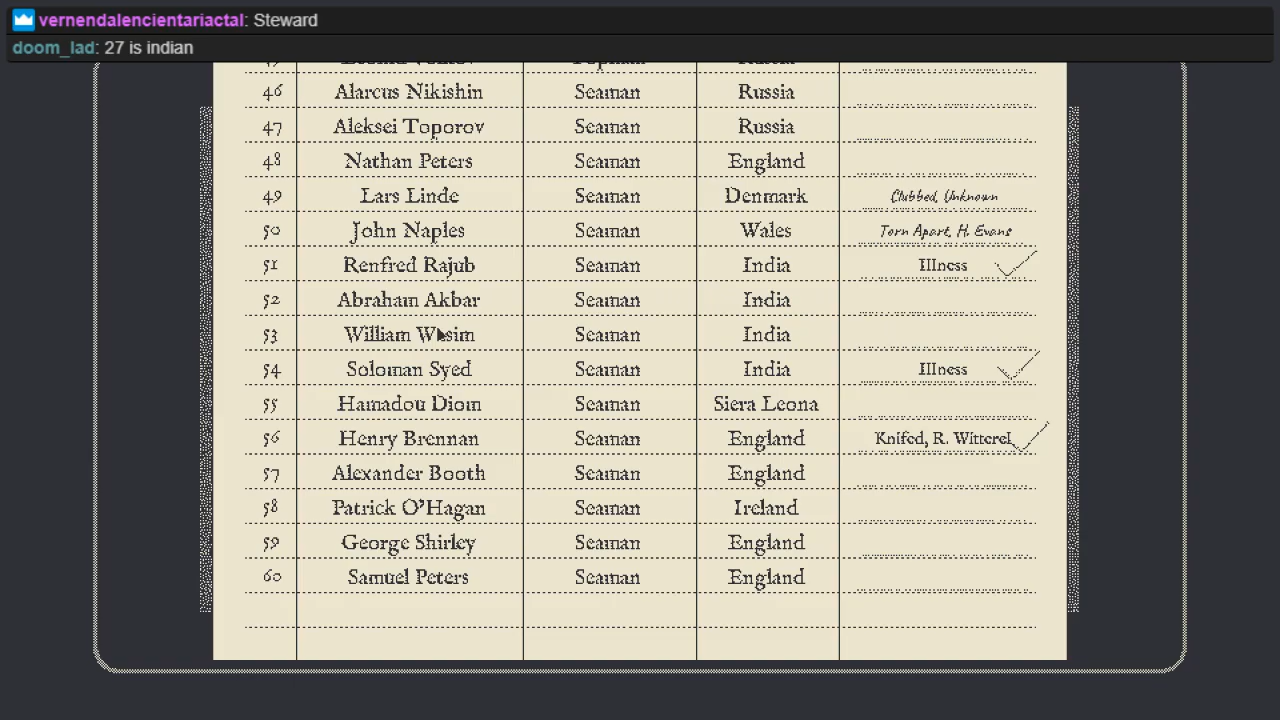 vernendalencientariactal: Steward
doom_lad: 27 is indian
46 Alarcus Nikishin Seaman Russia
47 Aleksei Toporov Seaman Russia
48 Nathan Peters Seaman England
49 Lars Linde Seaman Denmark Clubbed, Unknown
50 John Naples Seaman Wales Torn Apart, H. Evans
51 Renfred Rajub Seaman India Illness
52 Abraham Akbar Seaman India
53 William Wasim Seaman India
54 Soloman Syed Seaman India Illness
55 Hamadou Diom Seaman Siera Leona
56 Henry Brennan Seaman England Knifed, R. Witterel
57 Alexander Booth Seaman England
58 Patrick O'Hagan Seaman Ireland
59 George Shirley Seaman England
60 Samuel Peters Seaman England